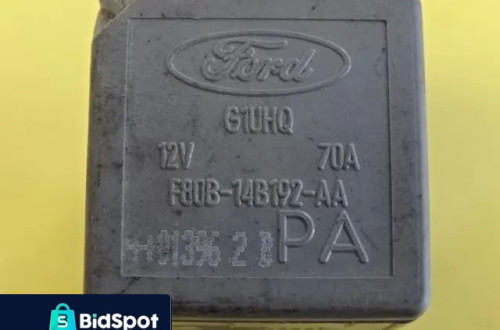 Ford
G1UHQ
12V 70A
F80B-14B192-AA
PA
S BidSpot